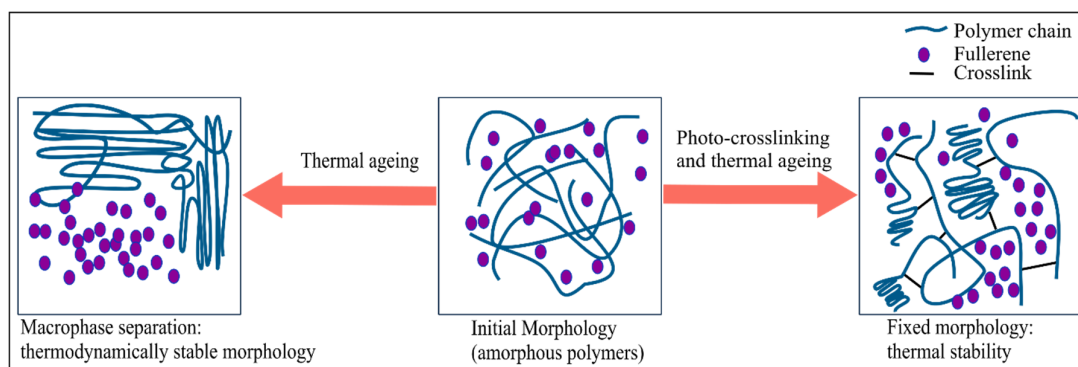 Polymer chain
Fullerene
Crosslink
Thermal ageing
Photo-crosslinking
and thermal ageing
Macrophase separation:
thermodynamically stable morphology
Initial Morphology
(amorphous polymers)
Fixed morphology:
thermal stability